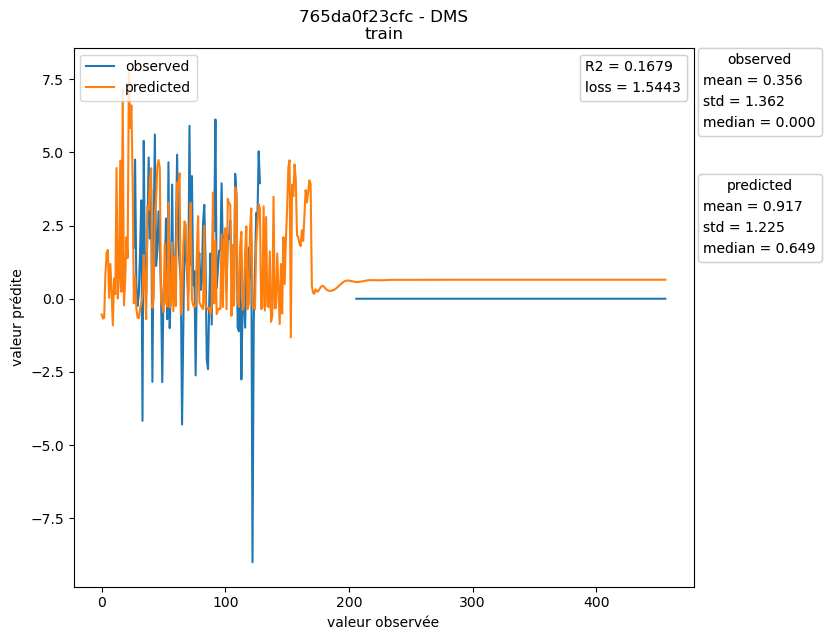 765da0f23cfc - DMS
train
observed
predicted
R2 = 0.1679
loss = 1.5443
observed
mean = 0.356
std = 1.362
median = 0.000
predicted
mean = 0.917
std = 1.225
median = 0.649
valeur prédite
7.5
5.0
2.5
0.0
−2.5
−5.0
−7.5
0
100
200
300
400
valeur observée